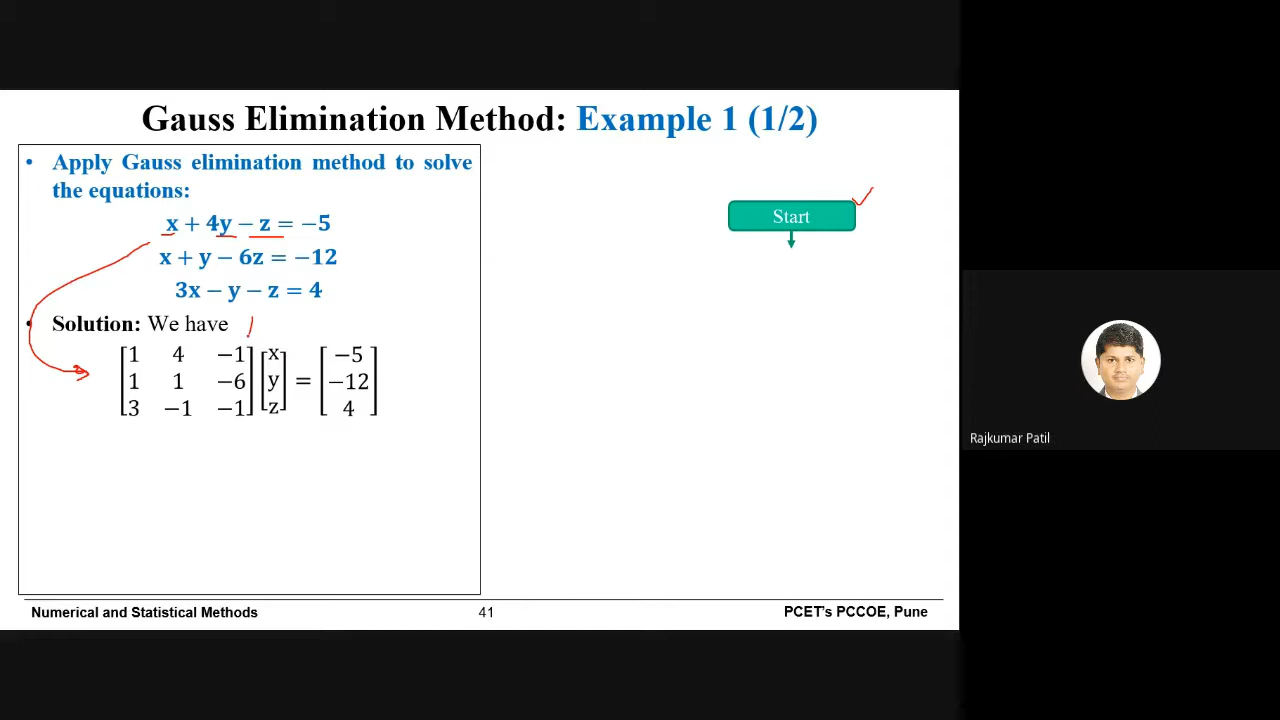 Gauss Elimination Method: Example 1 (1/2)
• Apply Gauss elimination method to solve
the equations:
x + 4y − z = −5
x + y − 6z = −12
3x − y − z = 4
• Solution: We have
[1 4 −1] [x] [−5]
[1 1 −6] [y] = [−12]
[3 −1 −1] [z] [4]
Start
Numerical and Statistical Methods
41
PCET's PCCOE, Pune
Rajkumar Patil